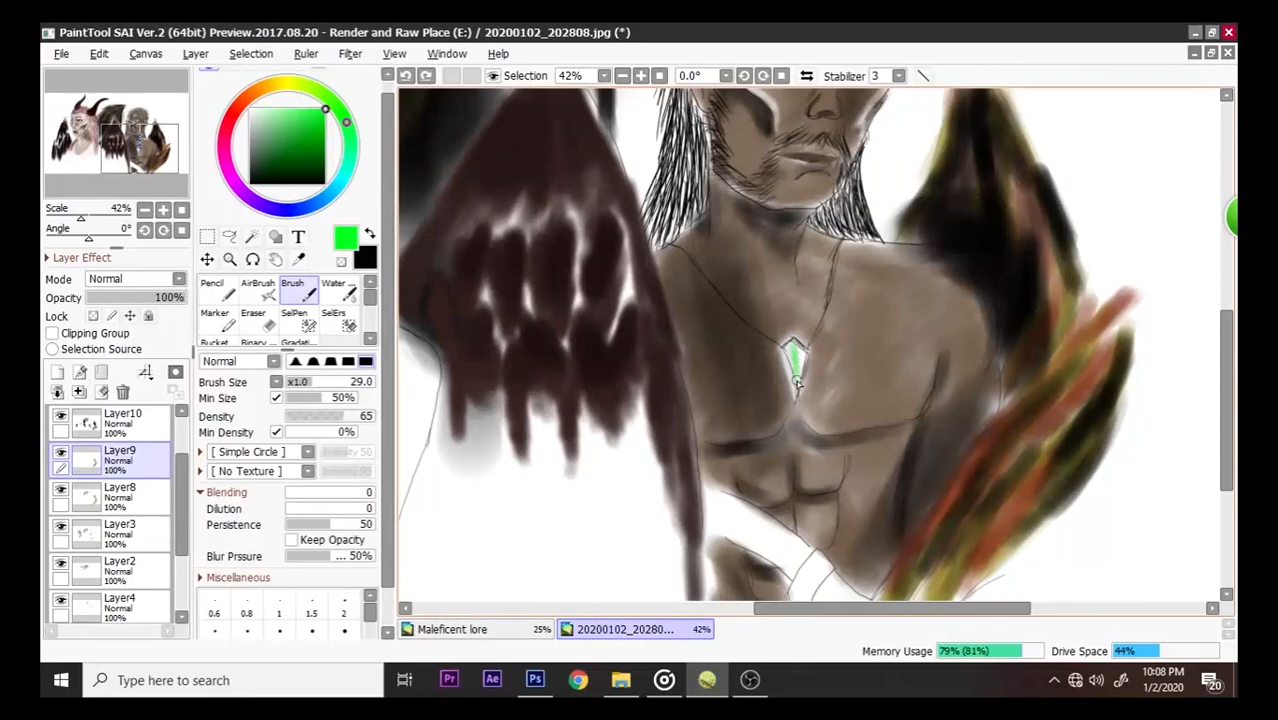 PaintTool SAI Ver.2 (64bit) Preview.2017.08.20 - Render and Raw Place (E:) / 20200102_202808.jpg (*)
File Edit Canvas Layer Selection Ruler Filter View Window Help
Selection 42% 0.0° Stabilizer 3
Scale 42%
Angle 0°
Layer Effect
Mode Normal
Opacity 100%
Lock
Clipping Group
Selection Source
Layer10
Normal
100%
Layer9
Normal
100%
Layer8
Normal
100%
Layer3
Normal
100%
Layer2
Normal
100%
Layer4
Normal
100%
T
Pencil AirBrush Brush Water ...
Marker Eraser SelPen SelErs
Bucket Binary ... Gradati...
Normal
Brush Size x1.0 29.0
Min Size 50%
Density 65
Min Density 0%
[ Simple Circle ]
[ No Texture ]
Blending 0
Dilution 0
Persistence 50
Keep Opacity
Blur Prssure ... 50%
Miscellaneous
0.6 0.8 1 1.5 2
Maleficent lore 25% 20200102_20280... 42%
Memory Usage 79% (81%) Drive Space 44%
Type here to search
Pr Ae Ps
10:08 PM
1/2/2020
20